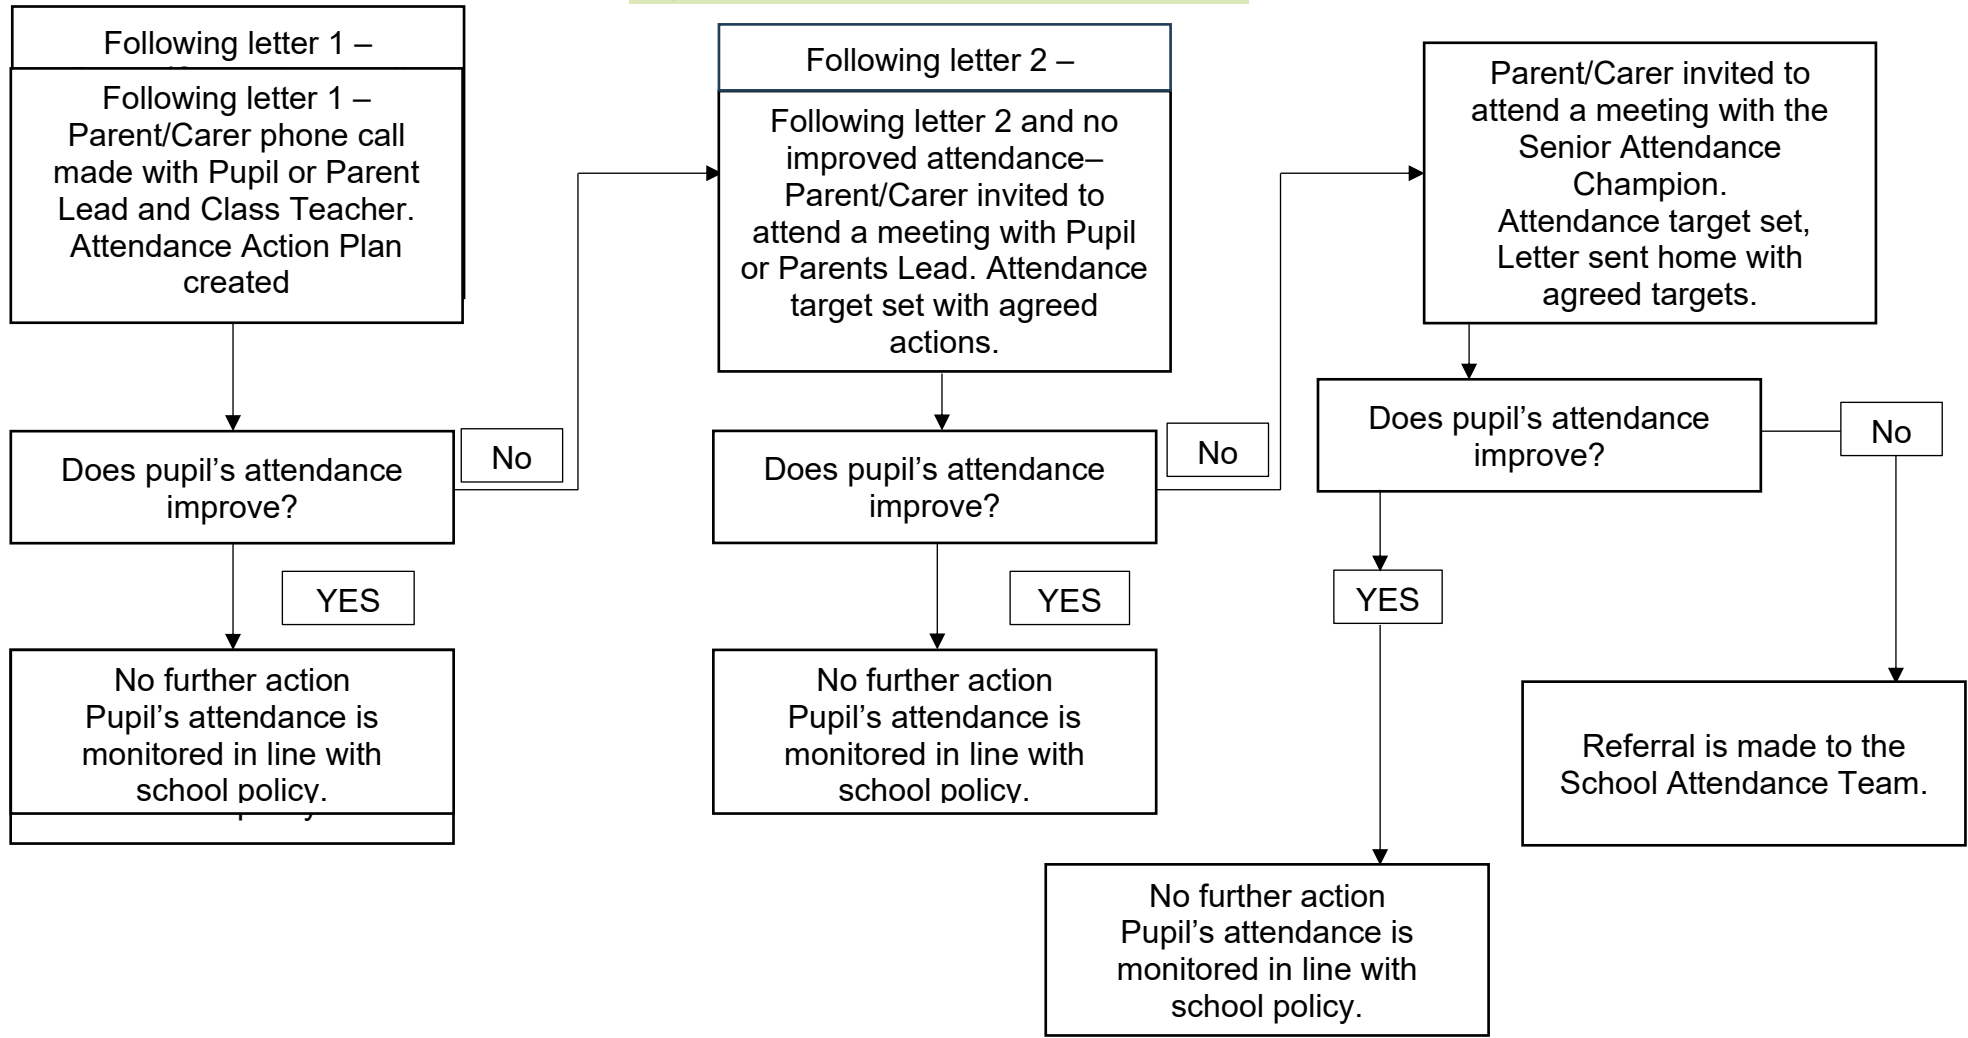 Following letter 1 –
Following letter 1 –
Parent/Carer phone call
made with Pupil or Parent
Lead and Class Teacher.
Attendance Action Plan
created
Does pupil’s attendance
improve?
No
YES
No further action
Pupil’s attendance is
monitored in line with
school policy.
Following letter 2 –
Following letter 2 and no
improved attendance–
Parent/Carer invited to
attend a meeting with Pupil
or Parents Lead. Attendance
target set with agreed
actions.
Does pupil’s attendance
improve?
No
YES
No further action
Pupil’s attendance is
monitored in line with
school policy.
Parent/Carer invited to
attend a meeting with the
Senior Attendance
Champion.
Attendance target set,
Letter sent home with
agreed targets.
Does pupil’s attendance
improve?
No
YES
No further action
Pupil’s attendance is
monitored in line with
school policy.
Referral is made to the
School Attendance Team.